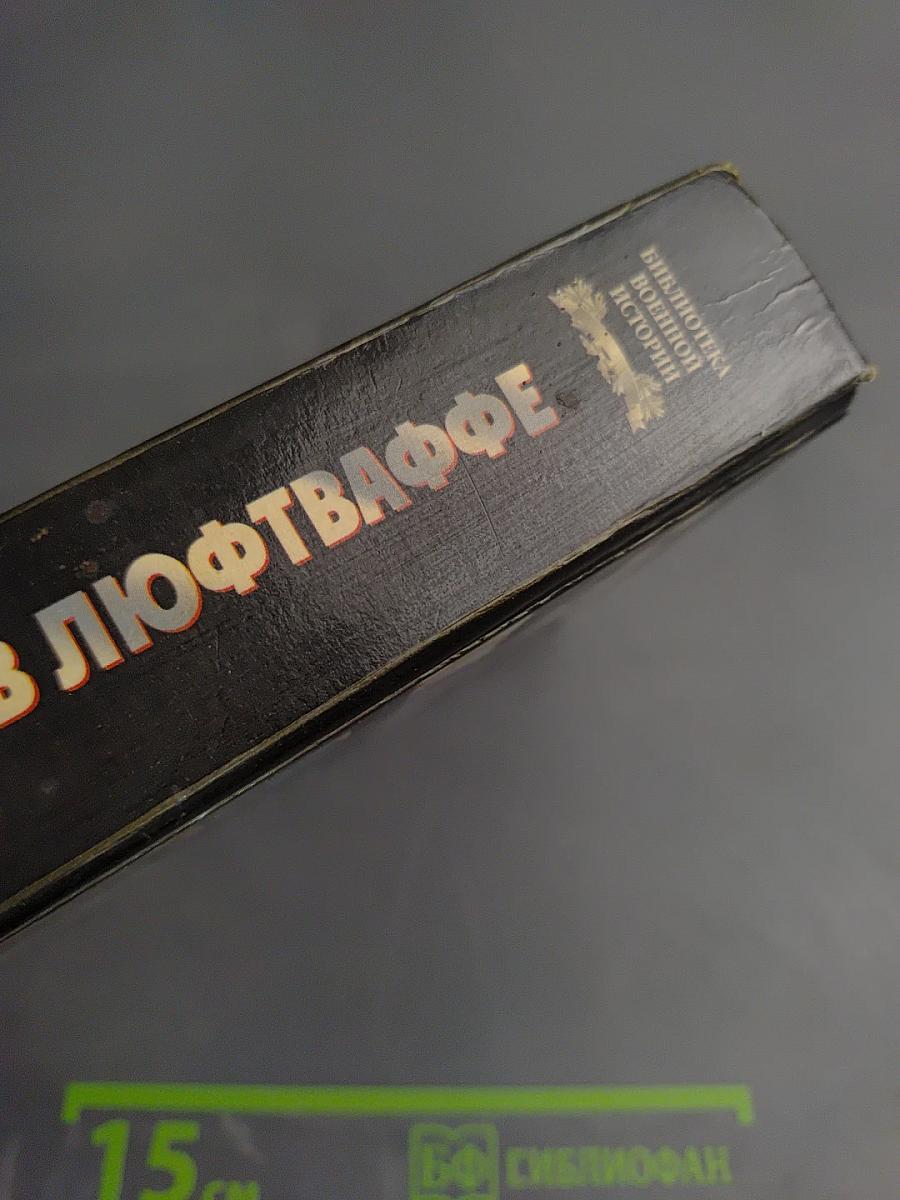 В ЛЮФТВАФФЕ
БИБЛИОТЕКА
ВОЕННОЙ
ИСТОРИИ
15 см
БФ БИБЛИОФАН